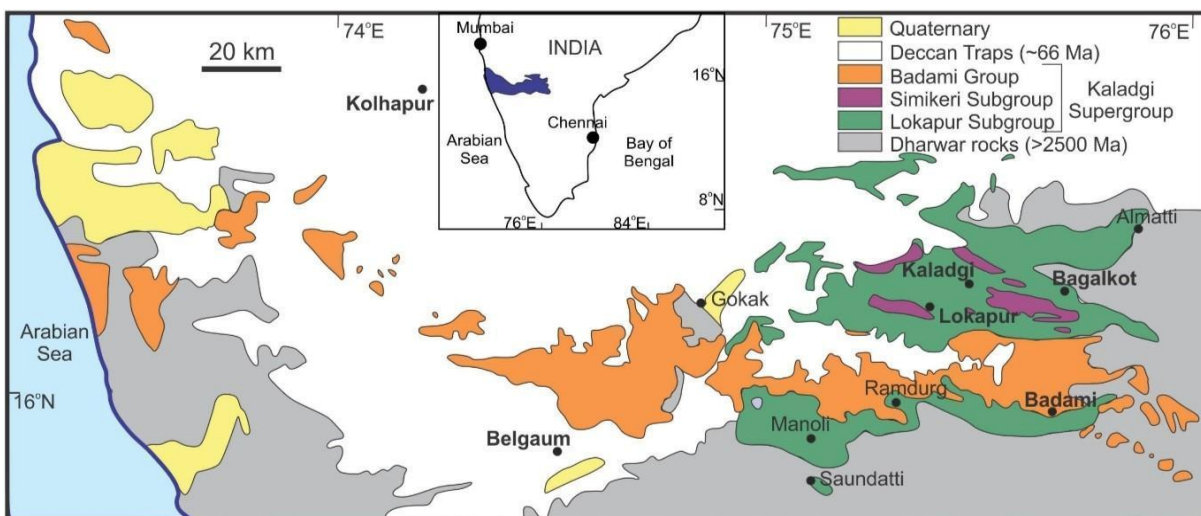 74°E
75°E
76°E
20 km
Kolhapur
Mumbai
INDIA
16°N
Chennai
Arabian
Sea
Bay of
Bengal
8°N
76°E
84°E
Quaternary
Deccan Traps (~66 Ma)
Badami Group
Simikeri Subgroup
Lokapur Subgroup
Dharwar rocks (>2500 Ma)
Kaladgi
Supergroup
Almatti
Kaladgi
Bagalkot
Gokak
Lokapur
Arabian
Sea
16°N
Ramdurg
Badami
Manoli
Belgaum
Saundatti